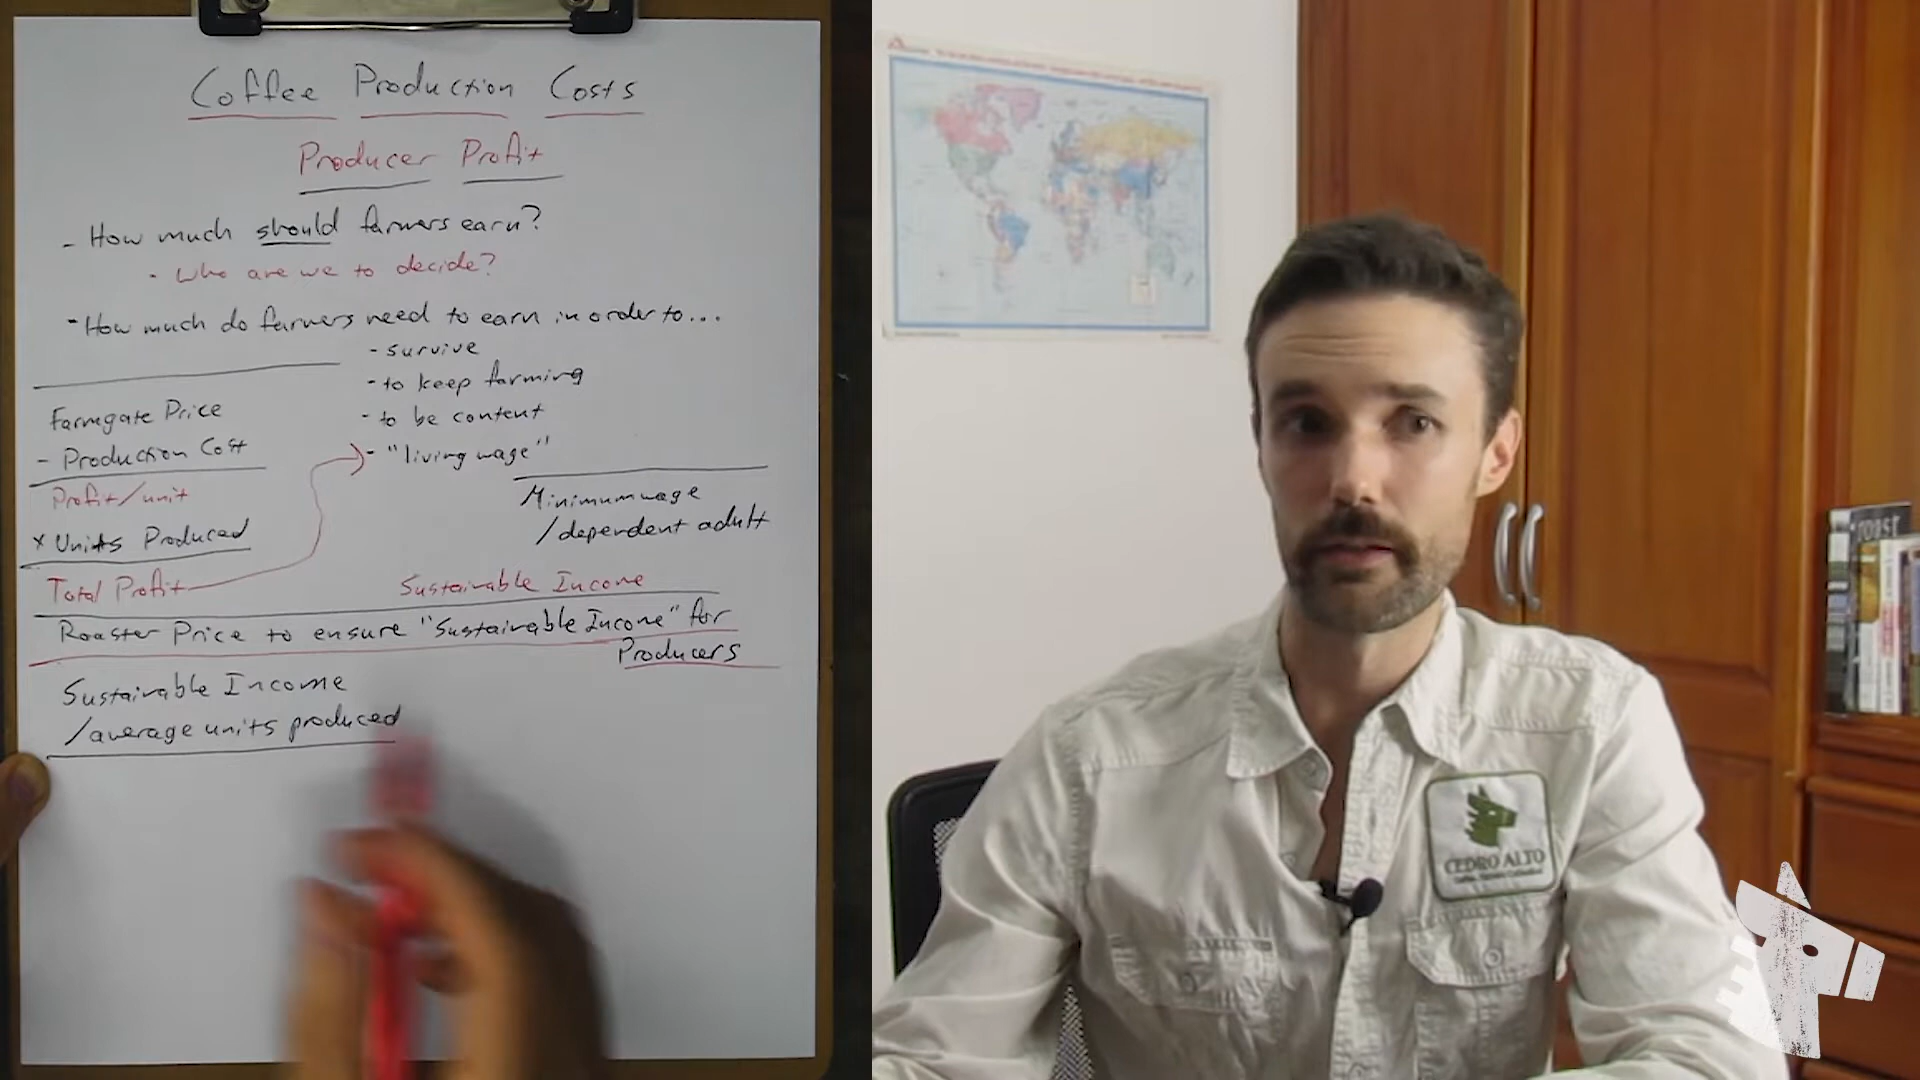 Coffee Production Costs
Producer Profit
- How much should farmers earn?
- Who are we to decide?
- How much do farmers need to earn in order to...
- survive
- to keep farming
- to be content
- "living wage"
Farmgate Price
- Production Cost
Profit/unit
x Units Produced
Total Profit
Minimum wage
/dependent adult
Sustainable Income
Roaster Price to ensure "Sustainable Income" for
Producers
Sustainable Income
/average units produced
CEDRO ALTO
roast